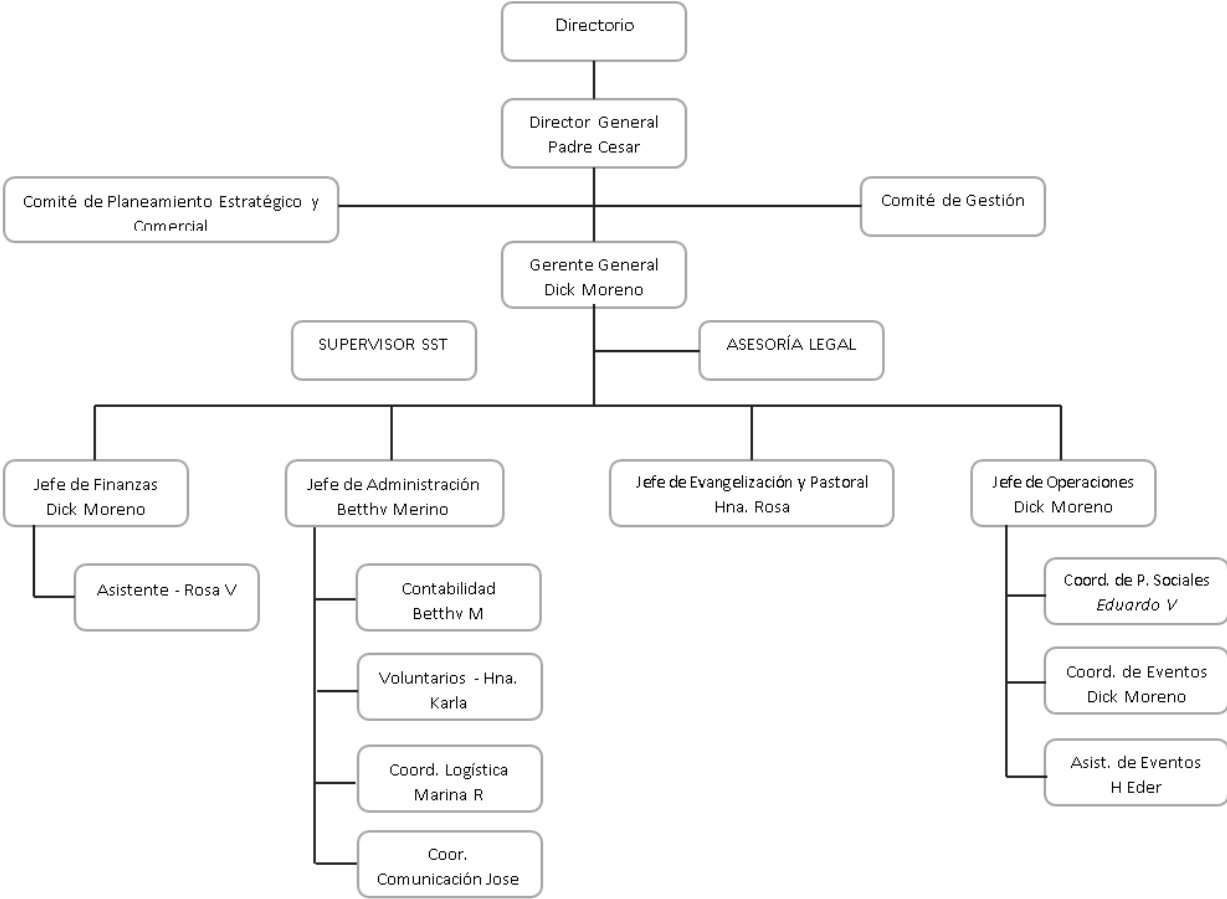 Directorio
Director General
Padre Cesar
Comité de Planeamiento Estratégico y
Comercial
Comité de Gestión
Gerente General
Dick Moreno
SUPERVISOR SST
ASESORÍA LEGAL
Jefe de Finanzas
Dick Moreno
Jefe de Administración
Betthy Merino
Jefe de Evangelización y Pastoral
Hna. Rosa
Jefe de Operaciones
Dick Moreno
Asistente - Rosa V
Contabilidad
Betthy M
Voluntarios - Hna.
Karla
Coord. Logística
Marina R
Coor.
Comunicación Jose
Coord. de P. Sociales
Eduardo V
Coord. de Eventos
Dick Moreno
Asist. de Eventos
H Eder